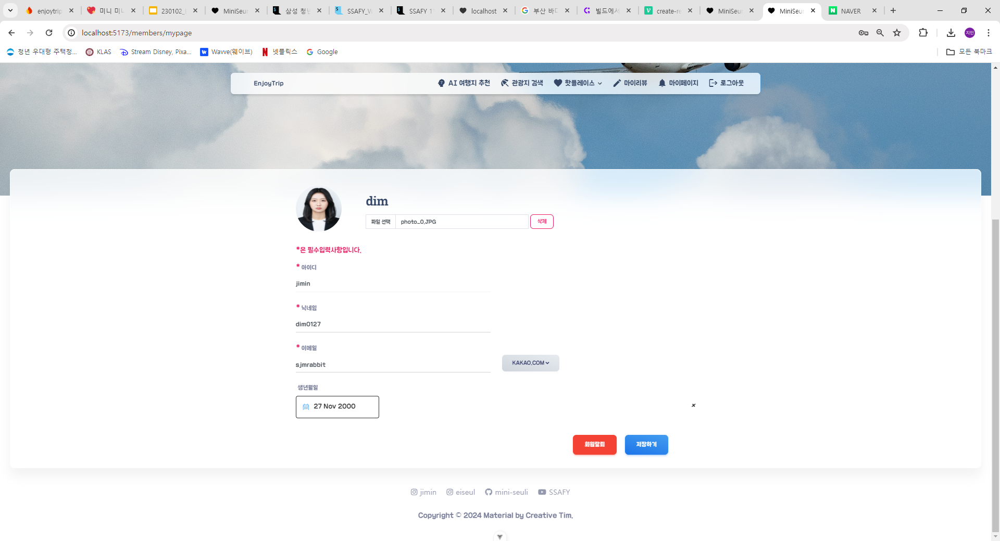 enjoytrip
미니 미니
230102_
MiniSeu
삼성 청년
SSAFY_W
SSAFY 1
localhost
부산 바다
빌드에서
create-re
MiniSeu
MiniSeu
NAVER
localhost:5173/members/mypage
지민
청년 우대형 주택청...
KLAS
Stream Disney, Pixa...
Wavve(웨이브)
넷플릭스
Google
모든 북마크
EnjoyTrip
AI 여행지 추천
관광지 검색
핫플레이스
마이리뷰
마이페이지
로그아웃
dim
파일 선택 photo_0.JPG
삭제
*은 필수입력사항입니다.
* 아이디
jimin
* 닉네임
dim0127
* 이메일
sjmrabbit
KAKAO.COM
생년월일
27 Nov 2000
회원탈퇴
저장하기
jimin
eiseul
mini-seuli
SSAFY
Copyright © 2024 Material by Creative Tim.